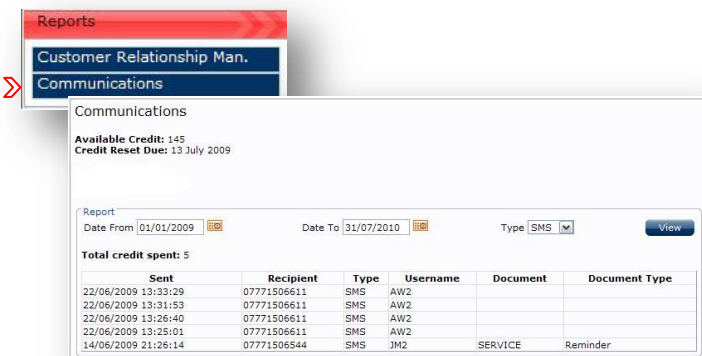 Reports
Customer Relationship Man.
Communications
Communications
Available Credit: 145
Credit Reset Due: 13 July 2009
Report
Date From 01/01/2009 Date To 31/07/2010 Type SMS View
Total credit spent: 5
Sent Recipient Type Username Document Document Type
22/06/2009 13:33:29 07771506611 SMS AW2
22/06/2009 13:31:53 07771506611 SMS AW2
22/06/2009 13:26:40 07771506611 SMS AW2
22/06/2009 13:25:01 07771506611 SMS AW2
14/06/2009 21:26:14 07771506544 SMS JM2 SERVICE Reminder